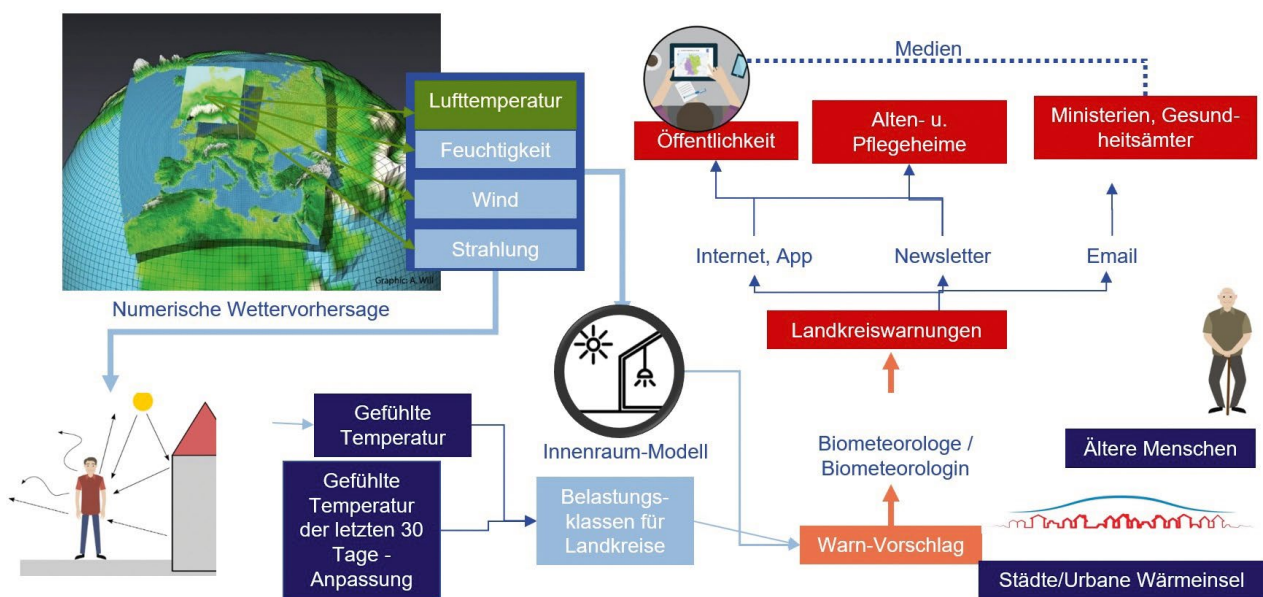 Medien
Lufttemperatur
Feuchtigkeit
Wind
Strahlung
Graphic: A. Will
Numerische Wettervorhersage
Öffentlichkeit
Alten- u.
Pflegeheime
Ministerien, Gesund-
heitsämter
Internet, App
Newsletter
Email
Landkreiswarnungen
Gefühlte
Temperatur
Innenraum-Modell
Gefühlte
Temperatur
der letzten 30
Tage -
Anpassung
Belastungs-
klassen für
Landkreise
Biometeorologe /
Biometeorologin
Warn-Vorschlag
Ältere Menschen
Städte/Urbane Wärmeinsel